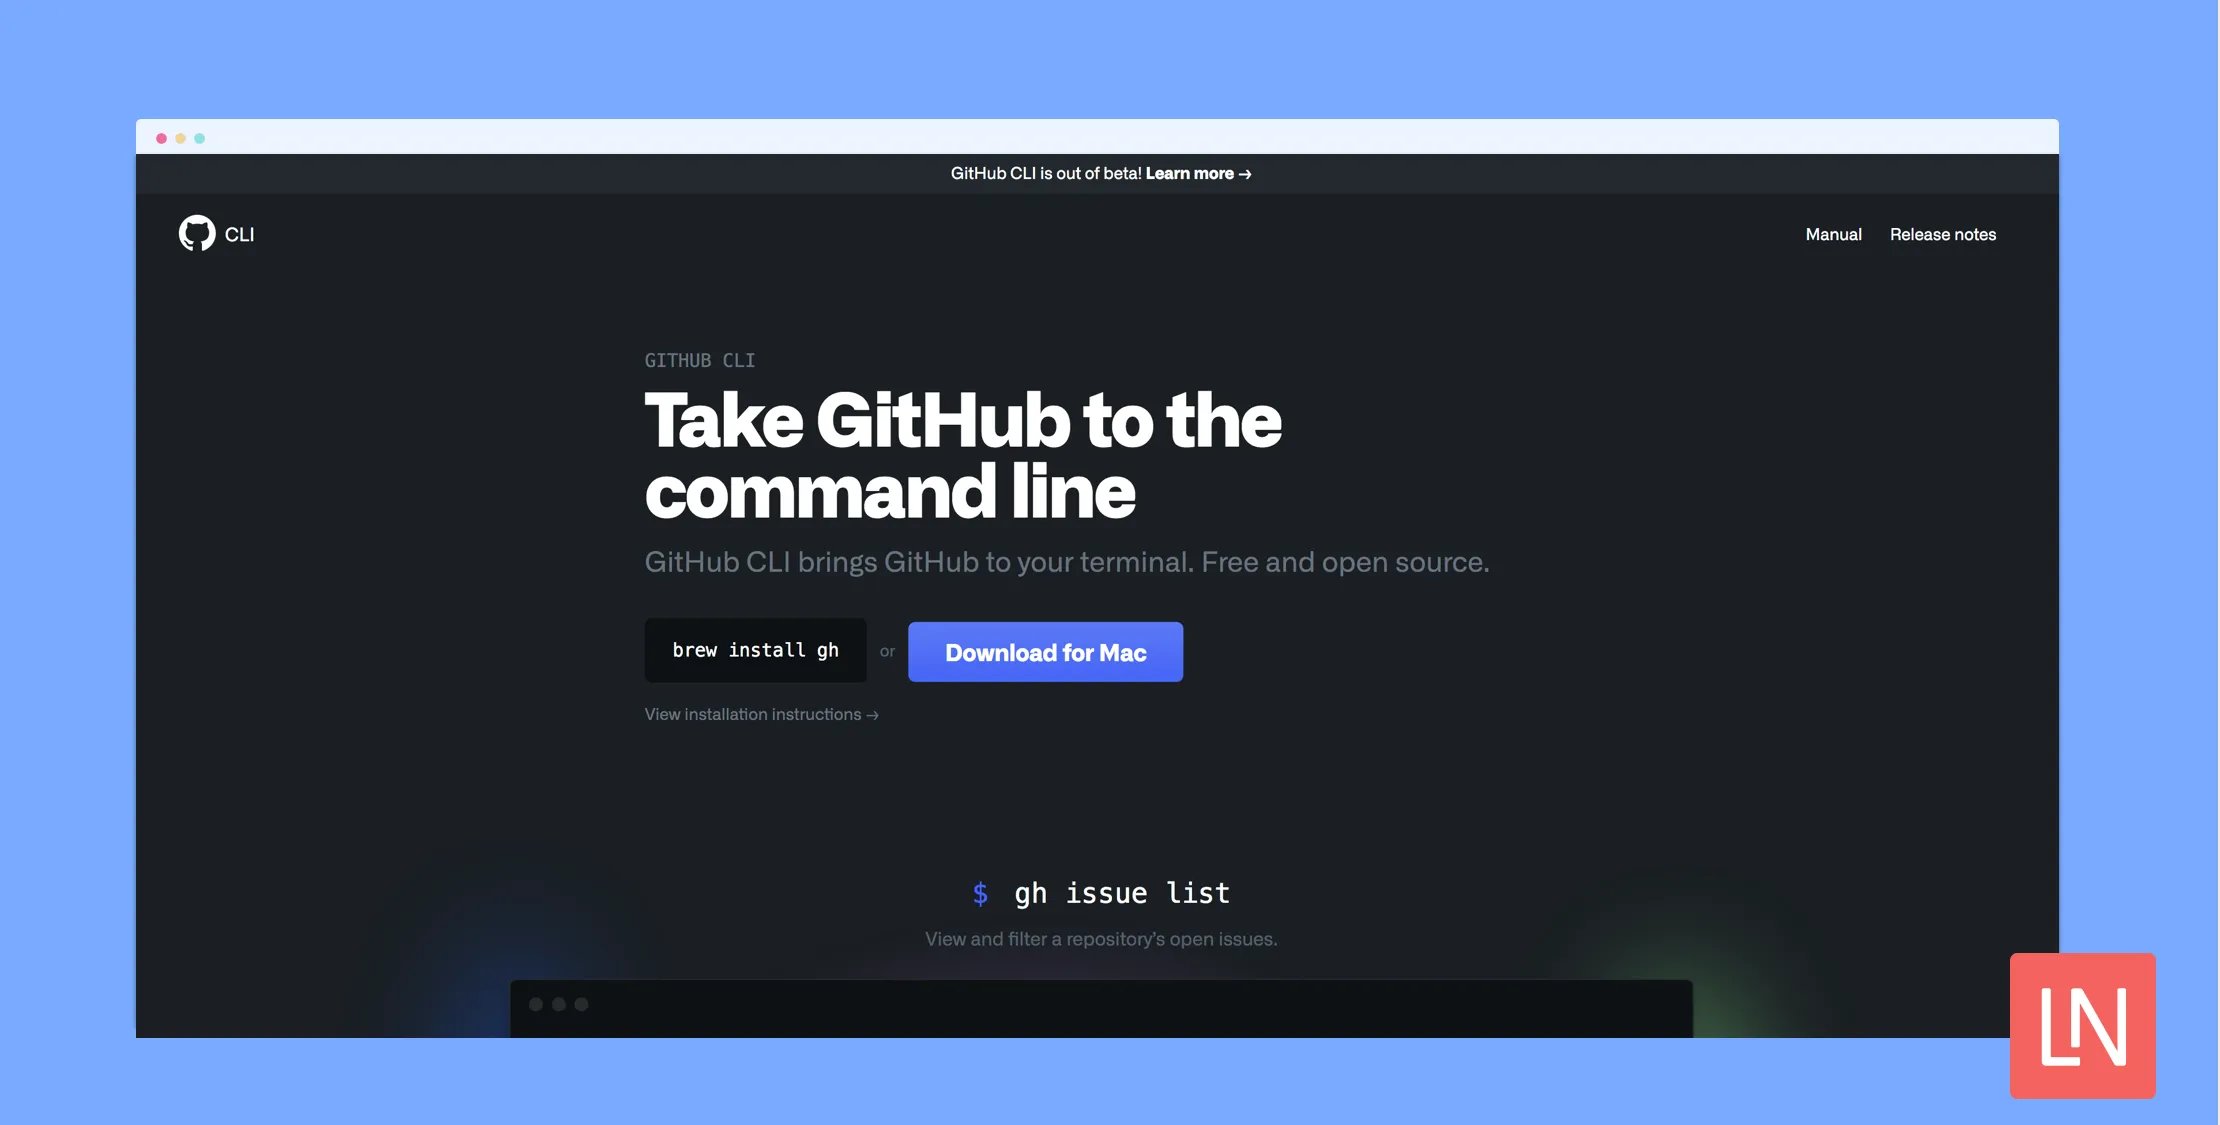 GitHub CLI is out of beta! Learn more →
CLI
Manual
Release notes
GITHUB CLI
Take GitHub to the
command line
GitHub CLI brings GitHub to your terminal. Free and open source.
brew install gh
or
Download for Mac
View installation instructions →
$ gh issue list
View and filter a repository’s open issues.
LN